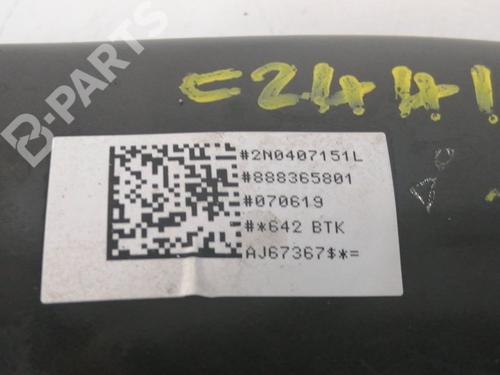 C2441
#2N0407151L
#888365801
#070619
#*642 BTK
AJ67367$*=
B-PARTS